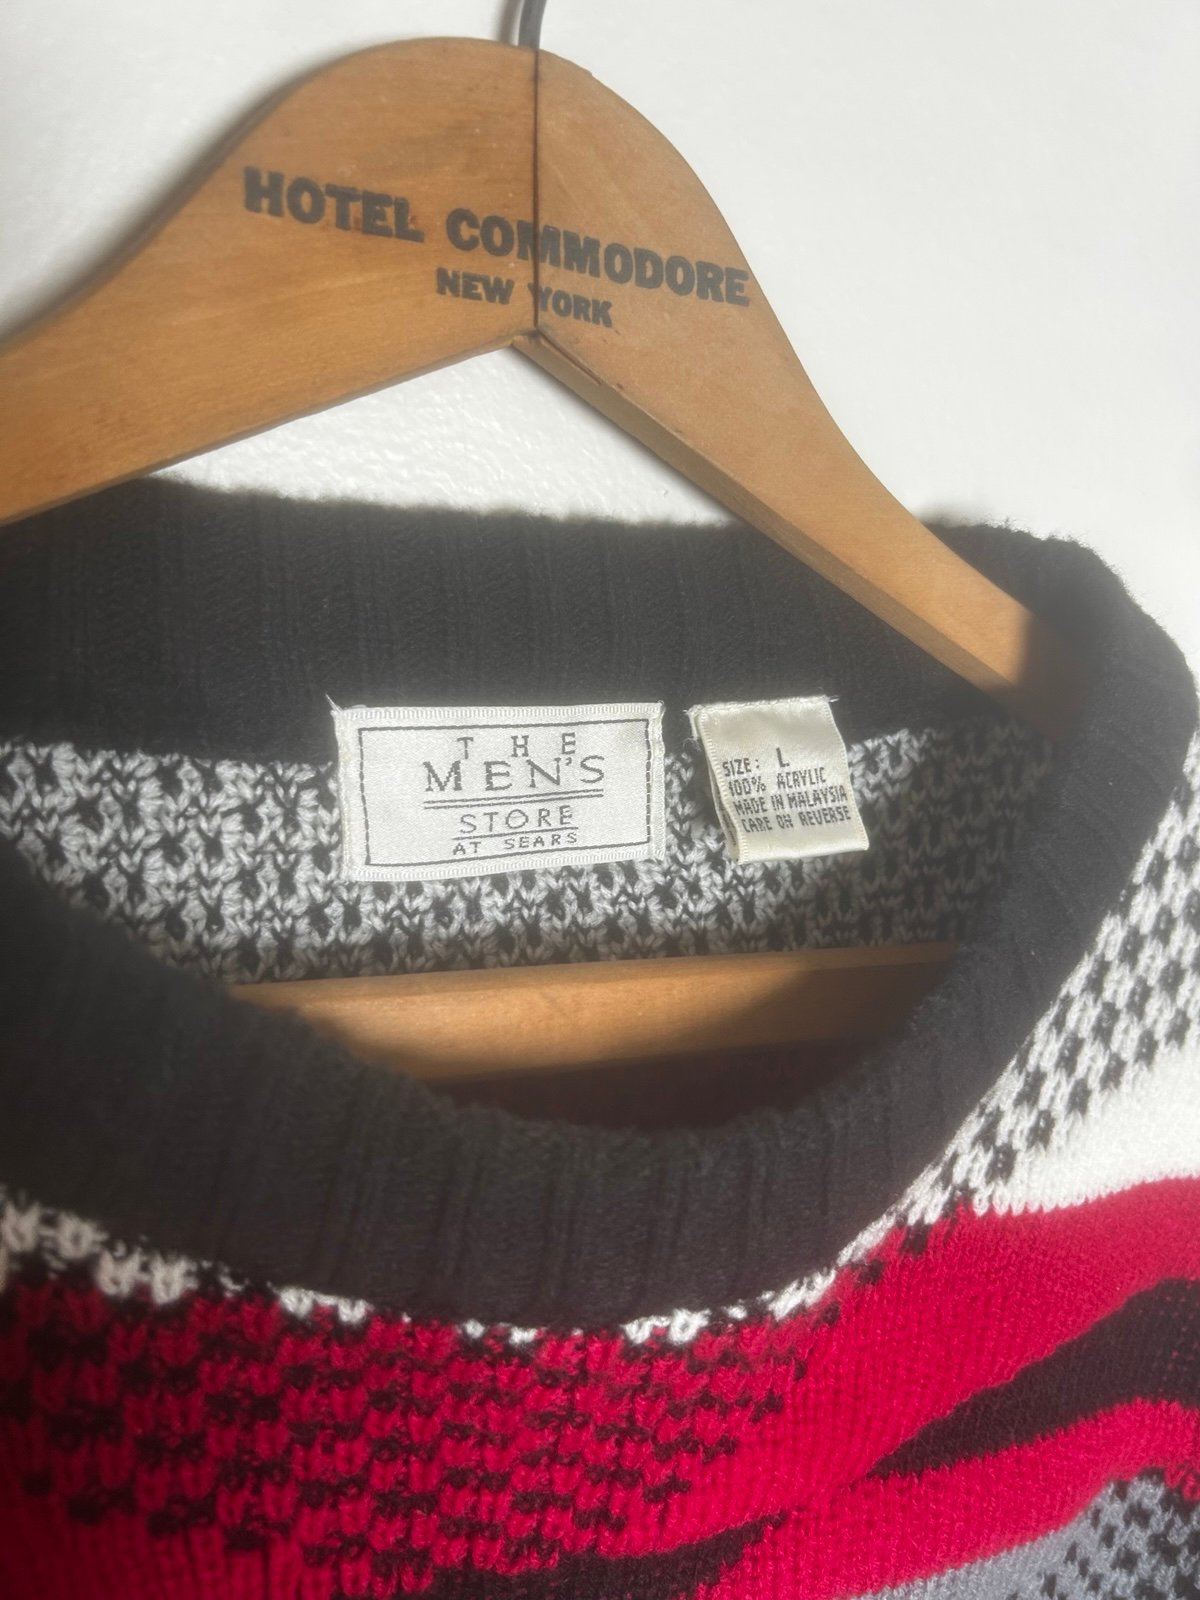 HOTEL COMMODORE
NEW YORK
THE
MEN'S
STORE
AT SEARS
SIZE: L
100% ACRYLIC
MADE IN MALAYSIA
CARE ON REVERSE